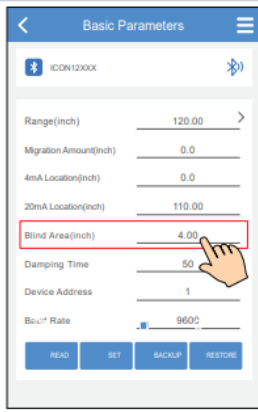 Basic Parameters
ICON12XXX
Range(inch) 120.00
Migration Amount(inch) 0.0
4mA Location(inch) 0.0
20mA Location(inch) 110.00
Blind Area(inch) 4.00
Damping Time 50
Device Address 1
Rate 9600
READ SET BACKUP RESTORE